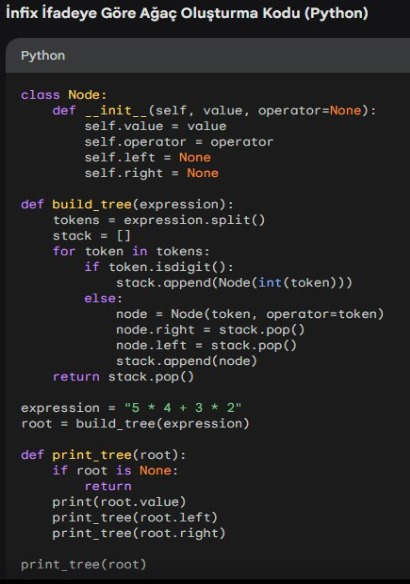 İnfix İfadeye Göre Ağaç Oluşturma Kodu (Python)
Python
class Node:
    def __init__(self, value, operator=None):
        self.value = value
        self.operator = operator
        self.left = None
        self.right = None
def build_tree(expression):
    tokens = expression.split()
    stack = []
    for token in tokens:
        if token.isdigit():
            stack.append(Node(int(token)))
        else:
            node = Node(token, operator=token)
            node.right = stack.pop()
            node.left = stack.pop()
            stack.append(node)
    return stack.pop()
expression = "5 * 4 + 3 * 2"
root = build_tree(expression)
def print_tree(root):
    if root is None:
        return
    print(root.value)
    print_tree(root.left)
    print_tree(root.right)
print_tree(root)